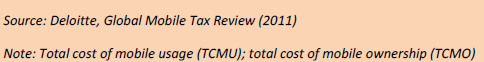 Source: Deloitte, Global Mobile Tax Review (2011)
Note: Total cost of mobile usage (TCMU); total cost of mobile ownership (TCMO)